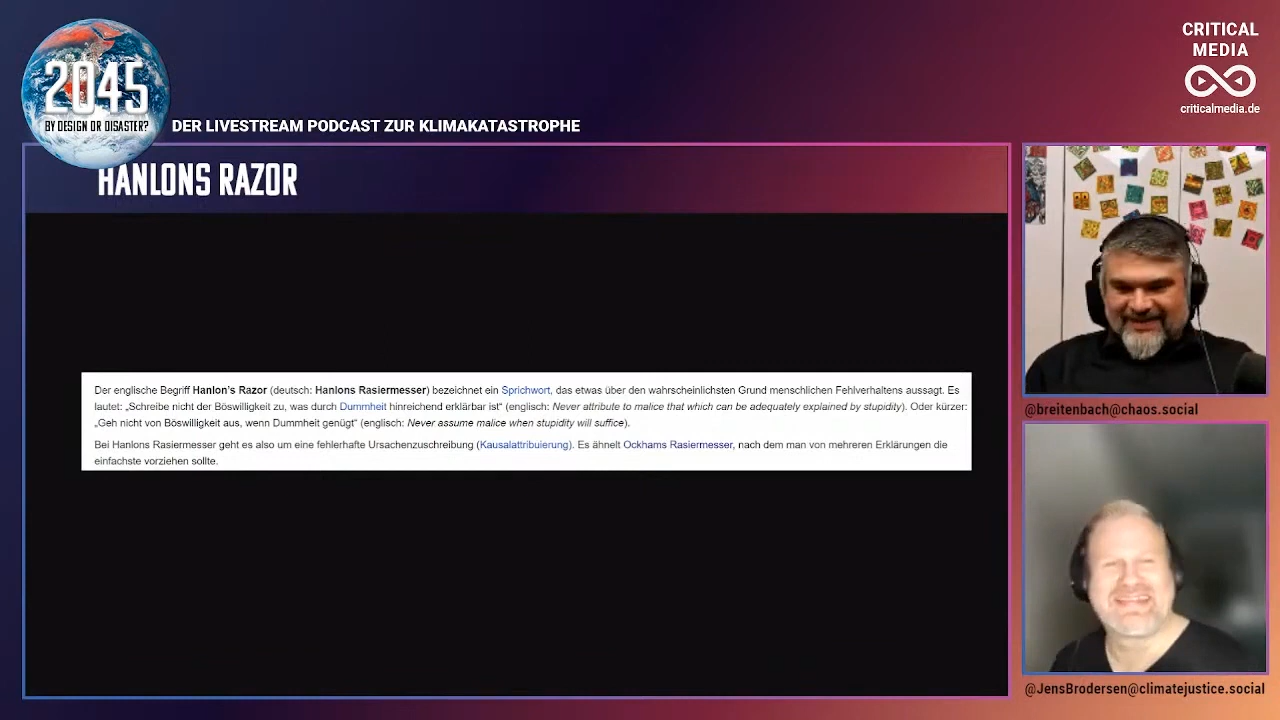 2045
BY DESIGN OR DISASTER?
DER LIVESTREAM PODCAST ZUR KLIMAKATASTROPHE
CRITICAL
MEDIA
criticalmedia.de
HANLONS RAZOR
Der englische Begriff Hanlon's Razor (deutsch: Hanlons Rasiermesser) bezeichnet ein Sprichwort, das etwas über den wahrscheinlichsten Grund menschlichen Fehlverhaltens aussagt. Es
lautet: „Schreibe nicht der Böswilligkeit zu, was durch Dummheit hinreichend erklärbar ist“ (englisch: Never attribute to malice that which can be adequately explained by stupidity). Oder kürzer:
„Geh nicht von Böswilligkeit aus, wenn Dummheit genügt“ (englisch: Never assume malice when stupidity will suffice).
Bei Hanlons Rasiermesser geht es also um eine fehlerhafte Ursachenzuschreibung (Kausalattribuierung). Es ähnelt Ockhams Rasiermesser, nach dem man von mehreren Erklärungen die
einfachste vorziehen sollte.
@breitenbach@chaos.social
@JensBrodersen@climatejustice.social